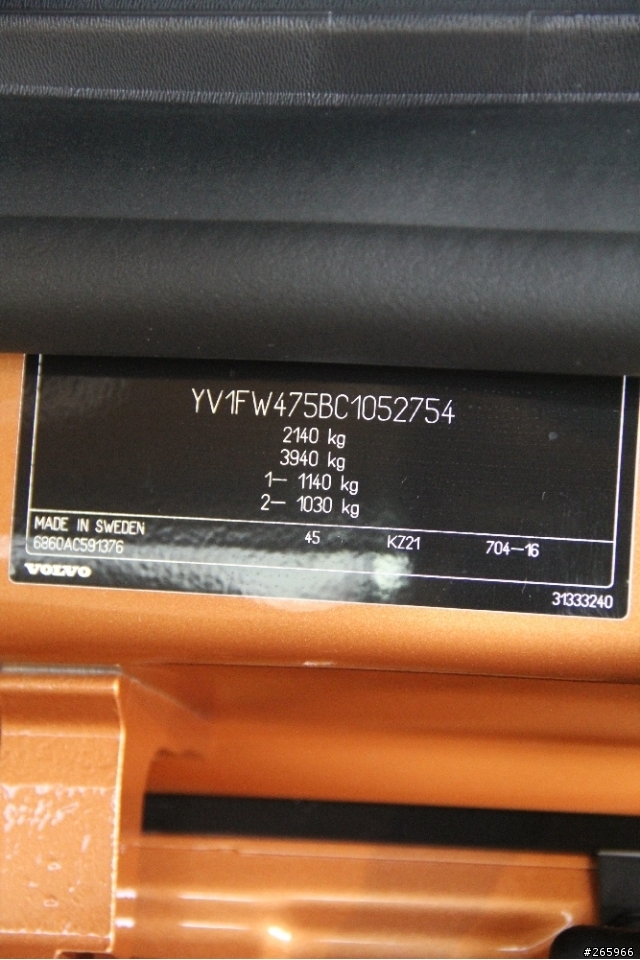 YV1FW475BC1052754
2140 kg
3940 kg
1— 1140 kg
2— 1030 kg
MADE IN SWEDEN
6860AC591376 45 KZ21 704—16
VOLVO
31333240
#265966